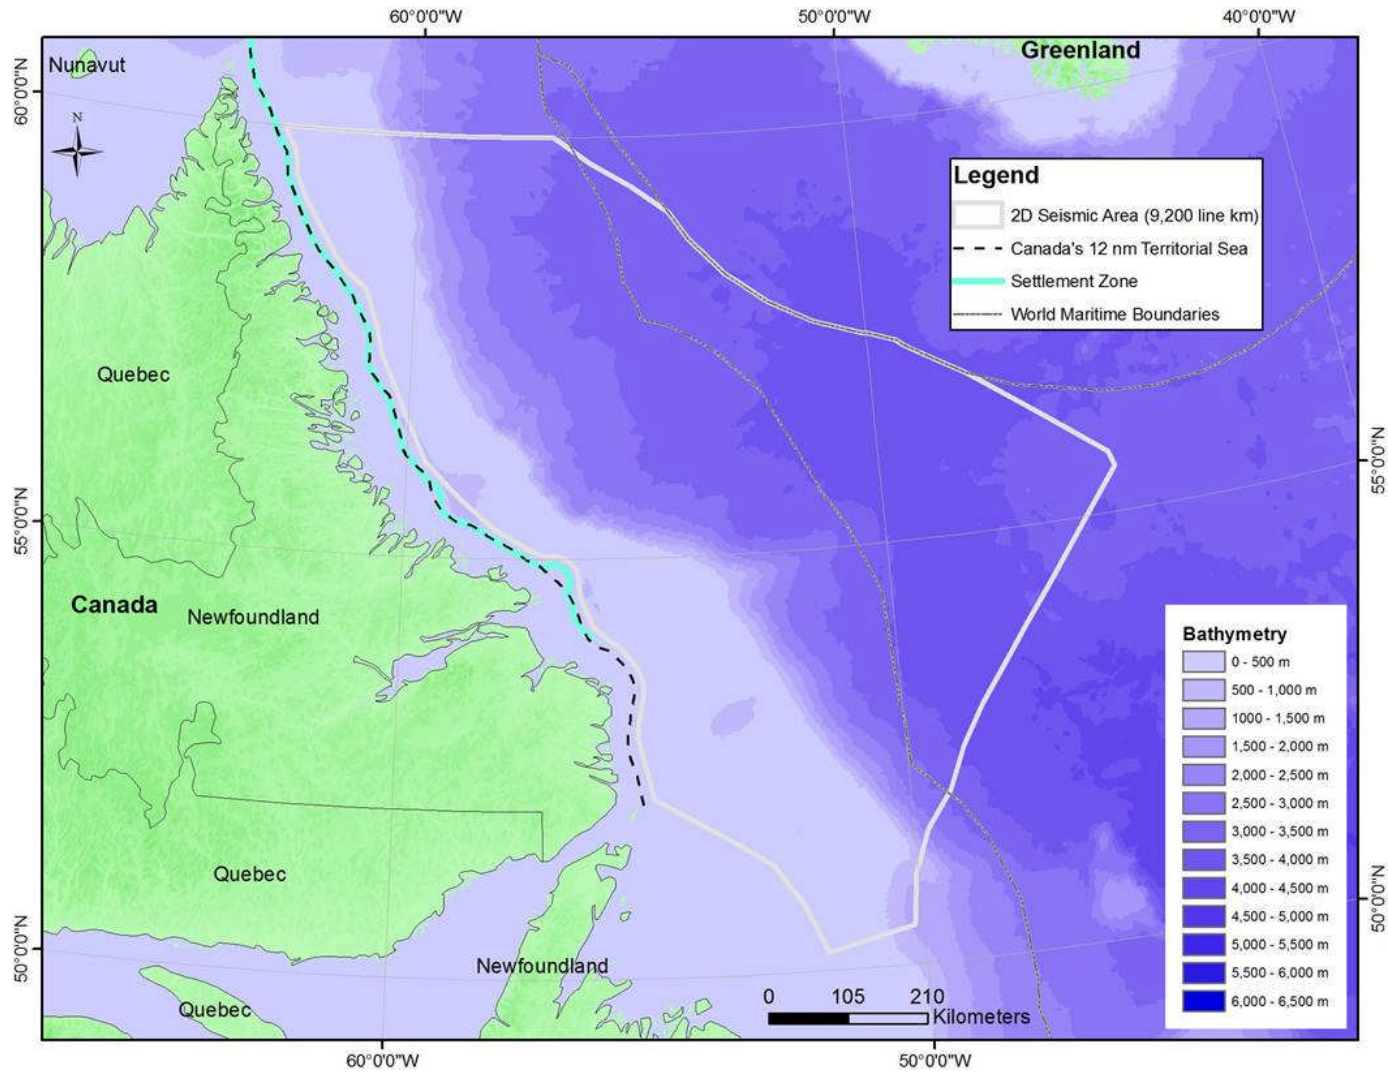 60°0'0"W
50°0'0"W
40°0'0"W
Nunavut
Greenland
60°0'0"N
N
Legend
2D Seismic Area (9,200 line km)
Canada's 12 nm Territorial Sea
Settlement Zone
World Maritime Boundaries
Quebec
55°0'0"N
55°0'0"N
Canada
Newfoundland
Bathymetry
0 - 500 m
500 - 1,000 m
1000 - 1,500 m
1,500 - 2,000 m
2,000 - 2,500 m
2,500 - 3,000 m
3,000 - 3,500 m
3,500 - 4,000 m
4,000 - 4,500 m
4,500 - 5,000 m
5,000 - 5,500 m
5,500 - 6,000 m
6,000 - 6,500 m
Quebec
50°0'0"N
50°0'0"N
Newfoundland
Quebec
0 105 210
Kilometers
60°0'0"W
50°0'0"W